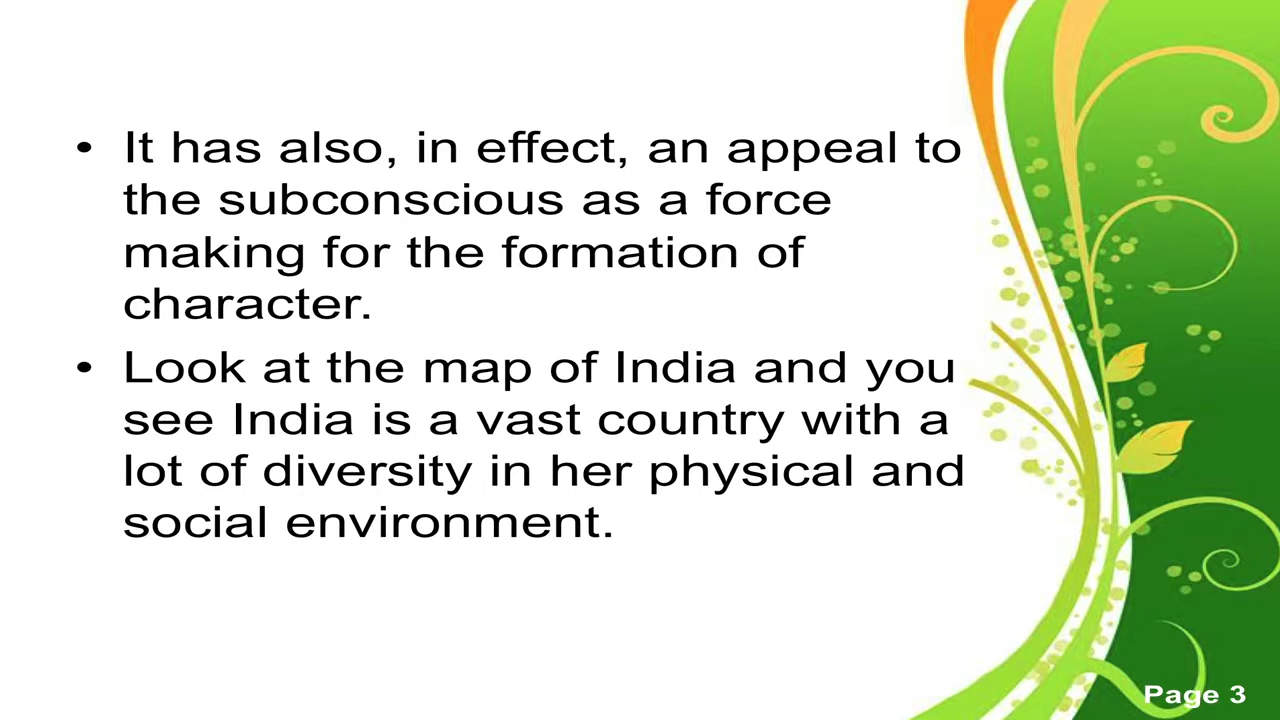 • It has also, in effect, an appeal to
the subconscious as a force
making for the formation of
character.
• Look at the map of India and you
see India is a vast country with a
lot of diversity in her physical and
social environment.
Page 3